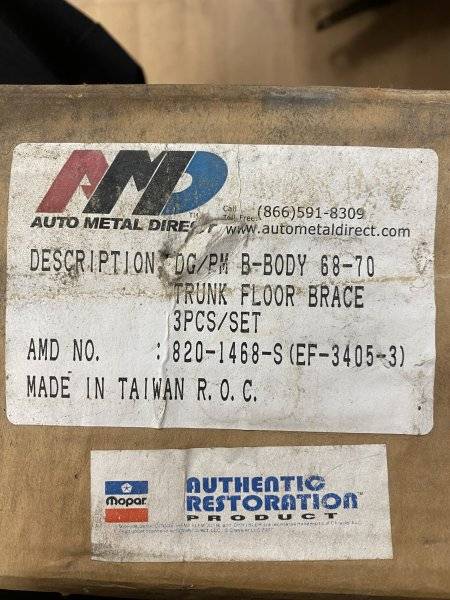 AMD
TM
AUTO METAL DIRECT
Call Toll Free: (866)591-8309
www.autometaldirect.com
DESCRIPTION: DG/PM B-BODY 68-70
TRUNK FLOOR BRACE
3PCS/SET
AMD NO. : 820-1468-S(EF-3405-3)
MADE IN TAIWAN R.O.C.
Mopar
AUTHENTIC
RESTORATION
PRODUCT